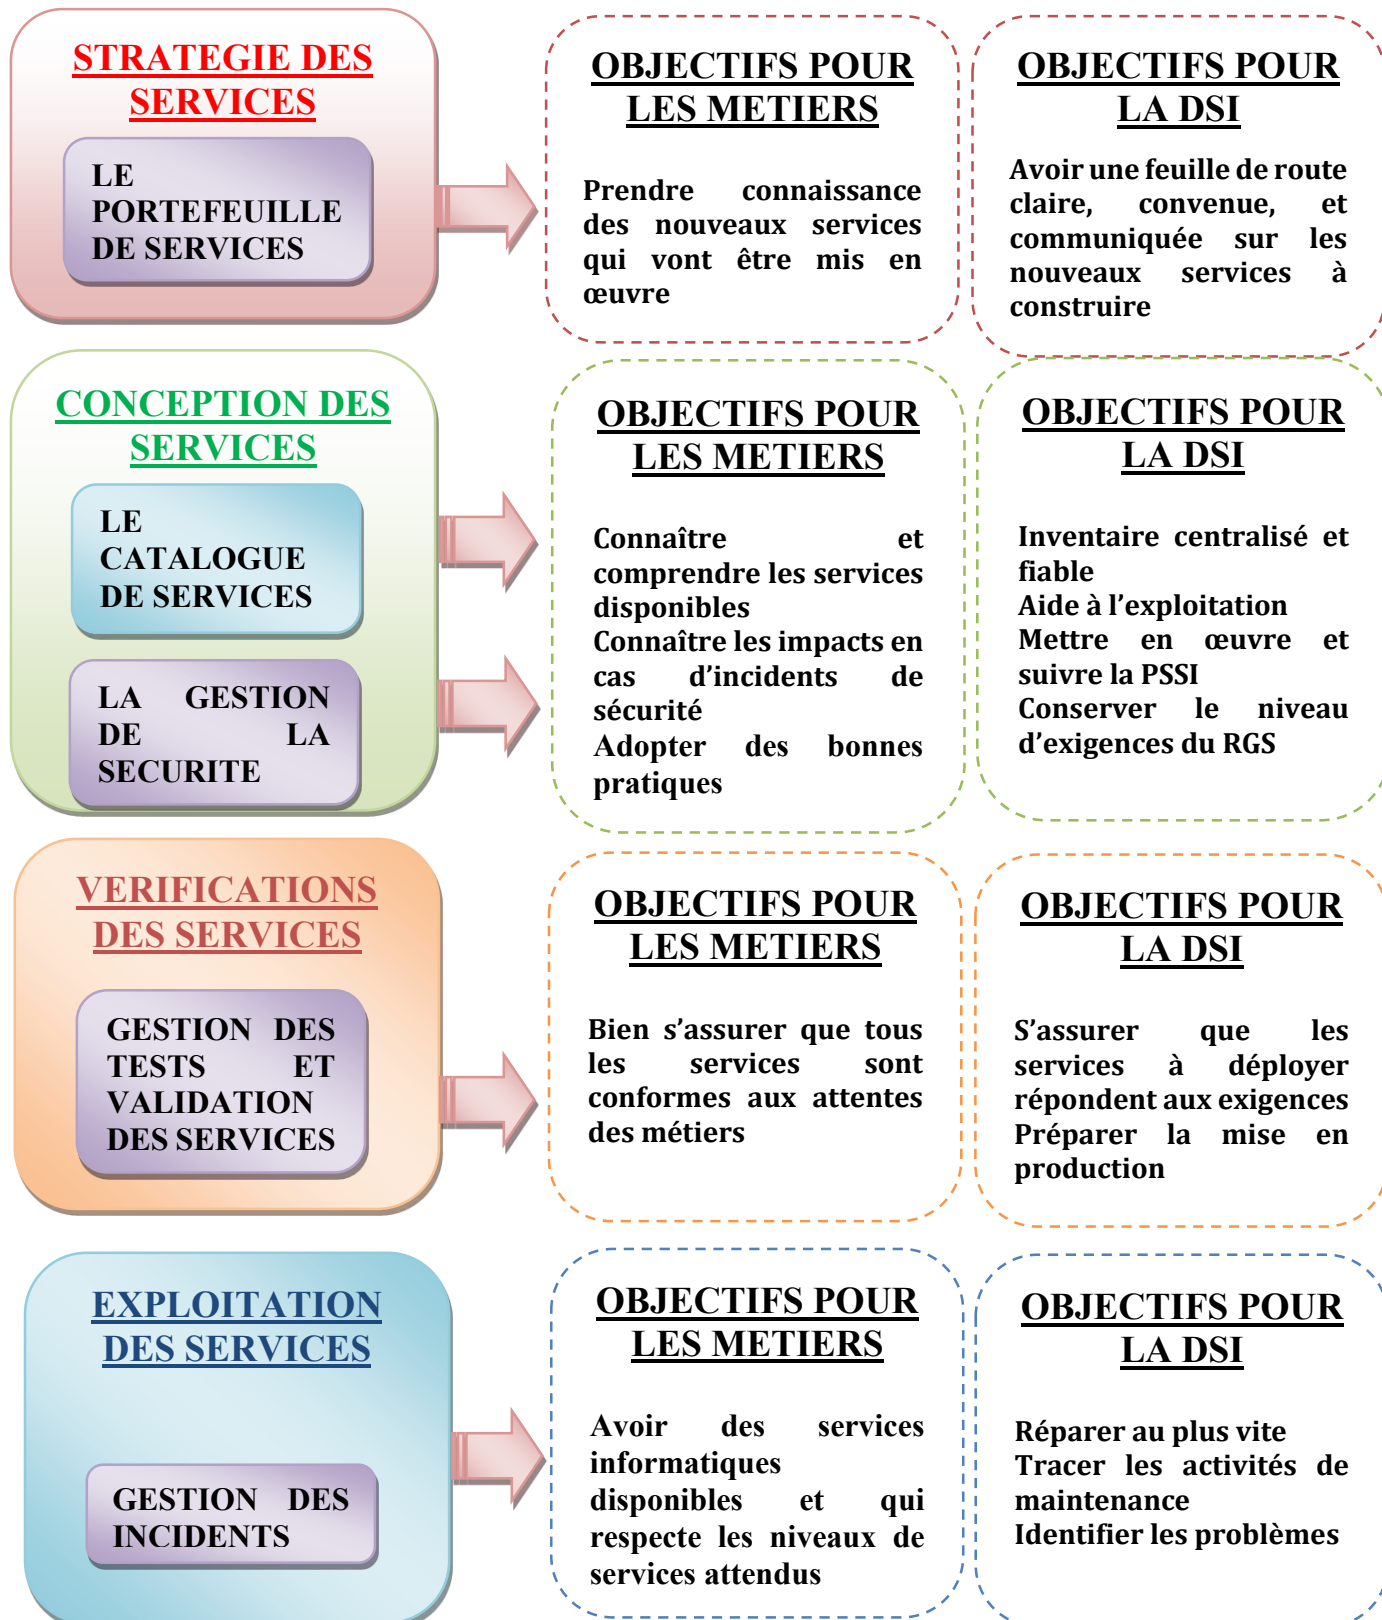 STRATEGIE DES
SERVICES
LE
PORTEFEUILLE
DE SERVICES
OBJECTIFS POUR
LES METIERS
Prendre connaissance
des nouveaux services
qui vont être mis en
œuvre
OBJECTIFS POUR
LA DSI
Avoir une feuille de route
claire, convenue, et
communiquée sur les
nouveaux services à
construire
CONCEPTION DES
SERVICES
LE
CATALOGUE
DE SERVICES
LA GESTION
DE LA
SECURITE
OBJECTIFS POUR
LES METIERS
Connaître et
comprendre les services
disponibles
Connaître les impacts en
cas d’incidents de
sécurité
Adopter des bonnes
pratiques
OBJECTIFS POUR
LA DSI
Inventaire centralisé et
fiable
Aide à l’exploitation
Mettre en œuvre et
suivre la PSSI
Conserver le niveau
d’exigences du RGS
VERIFICATIONS
DES SERVICES
GESTION DES
TESTS ET
VALIDATION
DES SERVICES
OBJECTIFS POUR
LES METIERS
Bien s’assurer que tous
les services sont
conformes aux attentes
des métiers
OBJECTIFS POUR
LA DSI
S’assurer que les
services à déployer
répondent aux exigences
Préparer la mise en
production
EXPLOITATION
DES SERVICES
GESTION DES
INCIDENTS
OBJECTIFS POUR
LES METIERS
Avoir des services
informatiques
disponibles et qui
respecte les niveaux de
services attendus
OBJECTIFS POUR
LA DSI
Réparer au plus vite
Tracer les activités de
maintenance
Identifier les problèmes